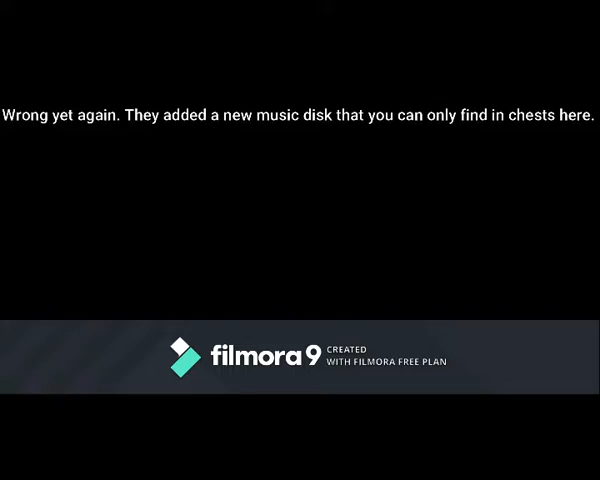 Wrong yet again. They added a new music disk that you can only find in chests here.
filmora 9 CREATED
WITH FILMORA FREE PLAN